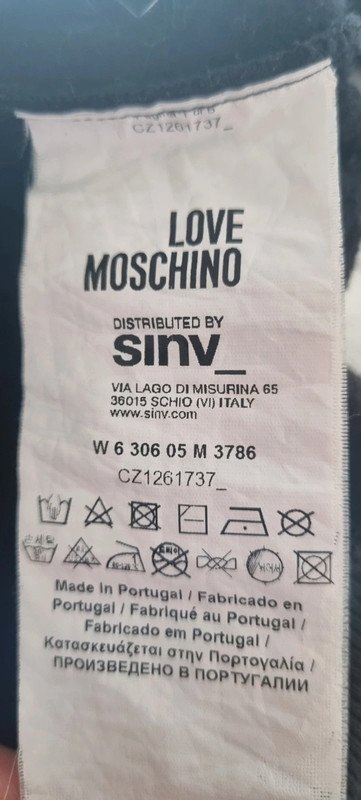 CZ1261737_
LOVE
MOSCHINO
DISTRIBUTED BY
sınv_
VIA LAGO DI MISURINA 65
36015 SCHIO (VI) ITALY
www.sinv.com
W 6 306 05 M 3786
CZ1261737_
Made in Portugal / Fabricado en
Portugal / Fabriqué au Portugal /
Fabricado em Portugal /
Κατασκευάζεται στην Πορτογαλία /
ПРОИЗВЕДЕНО В ПОРТУГАЛИИ